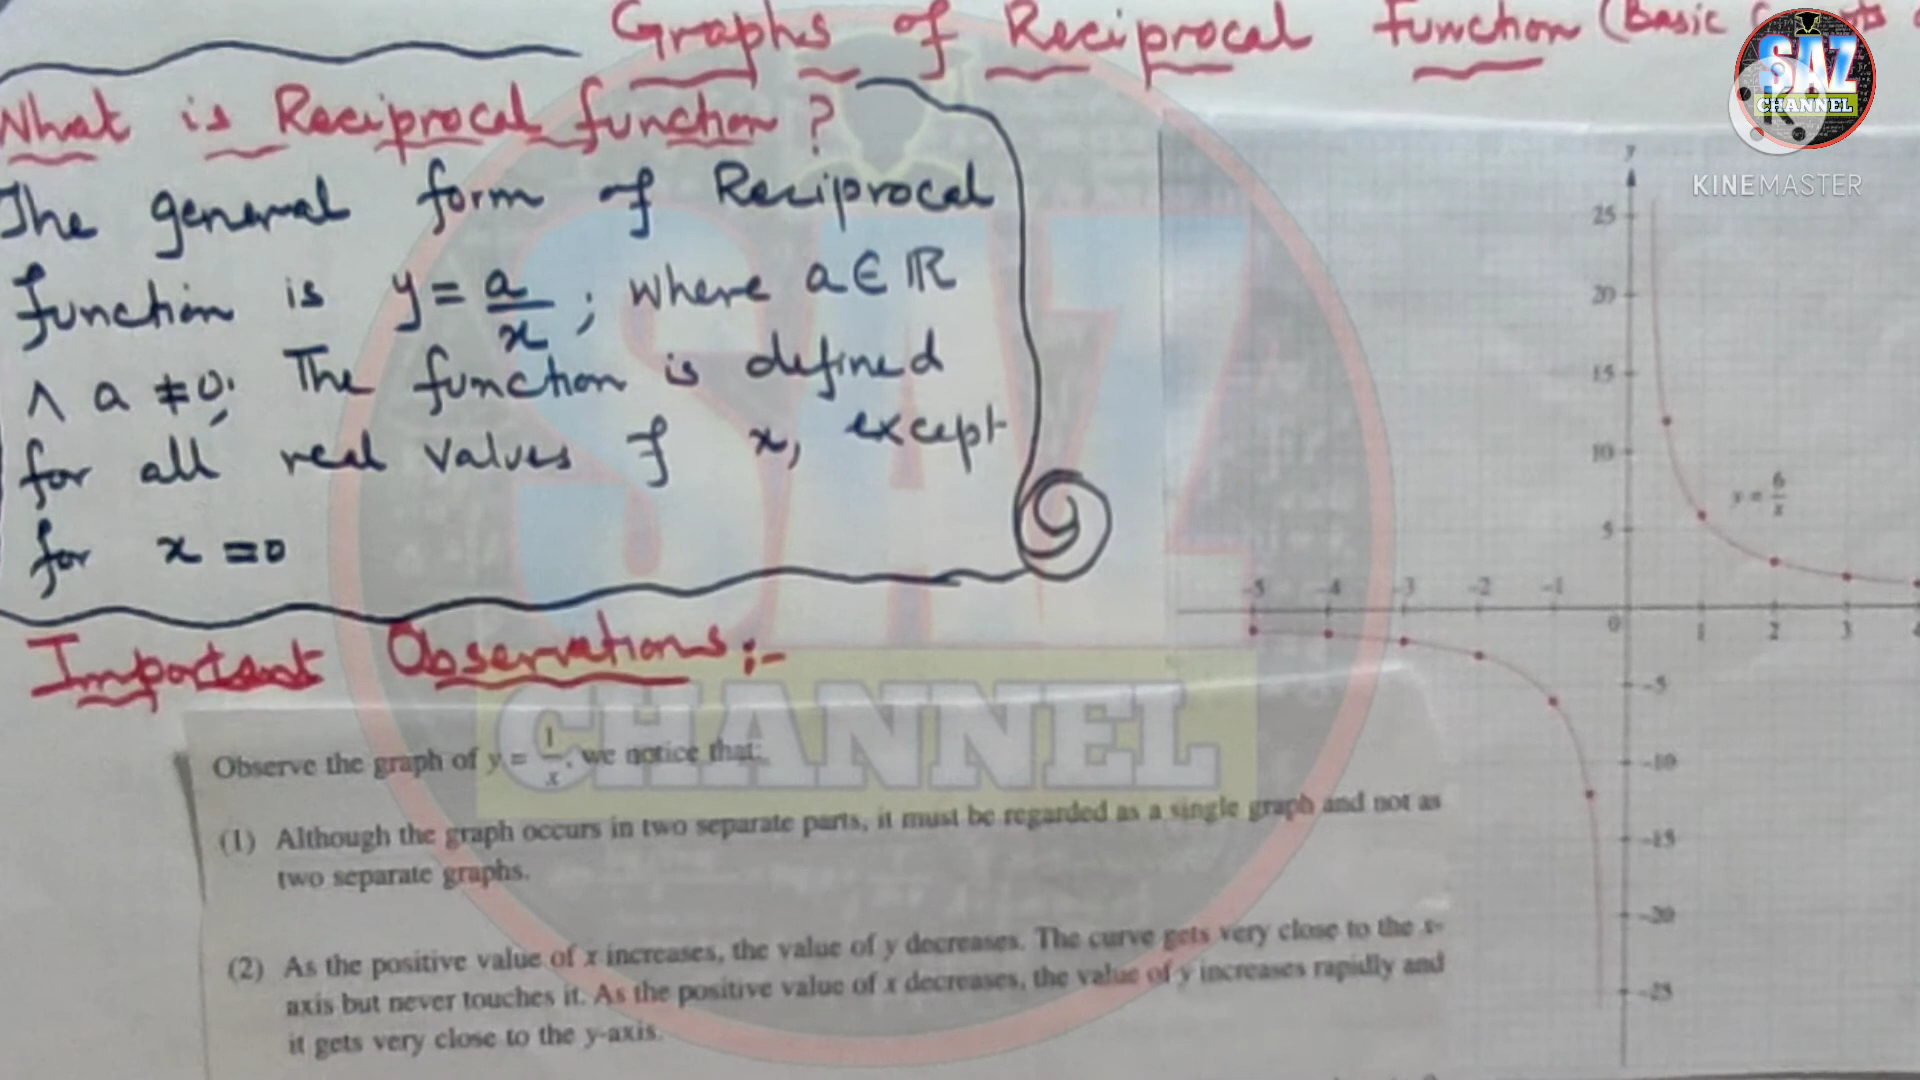 Graphs of Reciprocal Function (Basic
SAZ
CHANNEL
KINEMASTER
What is Reciprocal function?
The general form of Reciprocal
function is y = a/x ; where a ∈ ℝ
∧ a ≠ 0. The function is defined
for all real values of x, except
for x = 0
Important Observations:-
SAZ
CHANNEL
Observe the graph of y = 1/x, we notice that:
(1) Although the graph occurs in two separate parts, it must be regarded as a single graph and not as
two separate graphs.
(2) As the positive value of x increases, the value of y decreases. The curve gets very close to the x-
axis but never touches it. As the positive value of x decreases, the value of y increases rapidly and
it gets very close to the y-axis.
y
25
20
15
10
y = 6/x
5
-5 -4 -3 -2 -1
0 1 2 3 4
-5
-10
-15
-20
-25